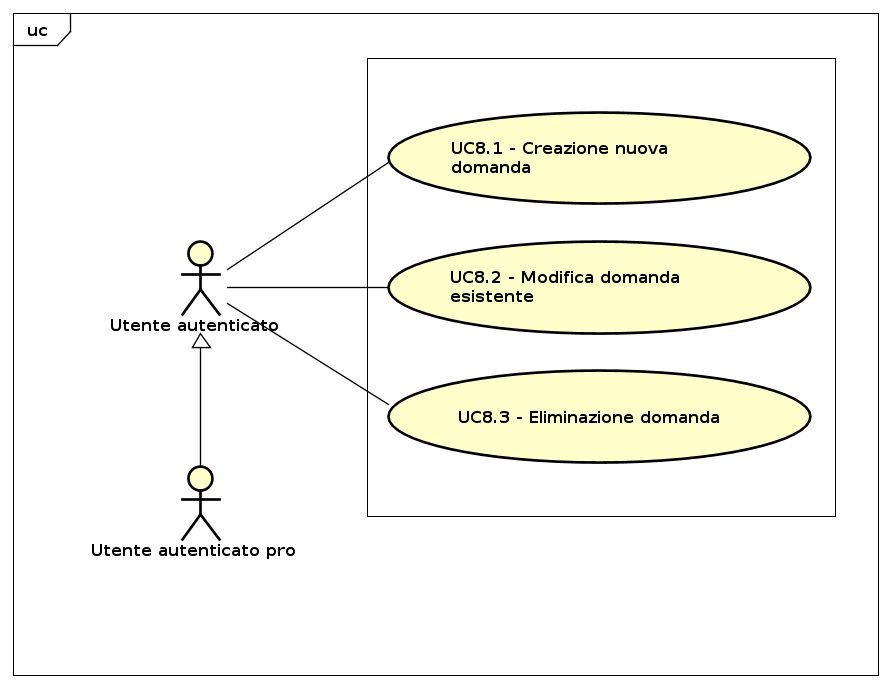 uc
UC8.1 - Creazione nuova
domanda
UC8.2 - Modifica domanda
esistente
Utente autenticato
UC8.3 - Eliminazione domanda
Utente autenticato pro